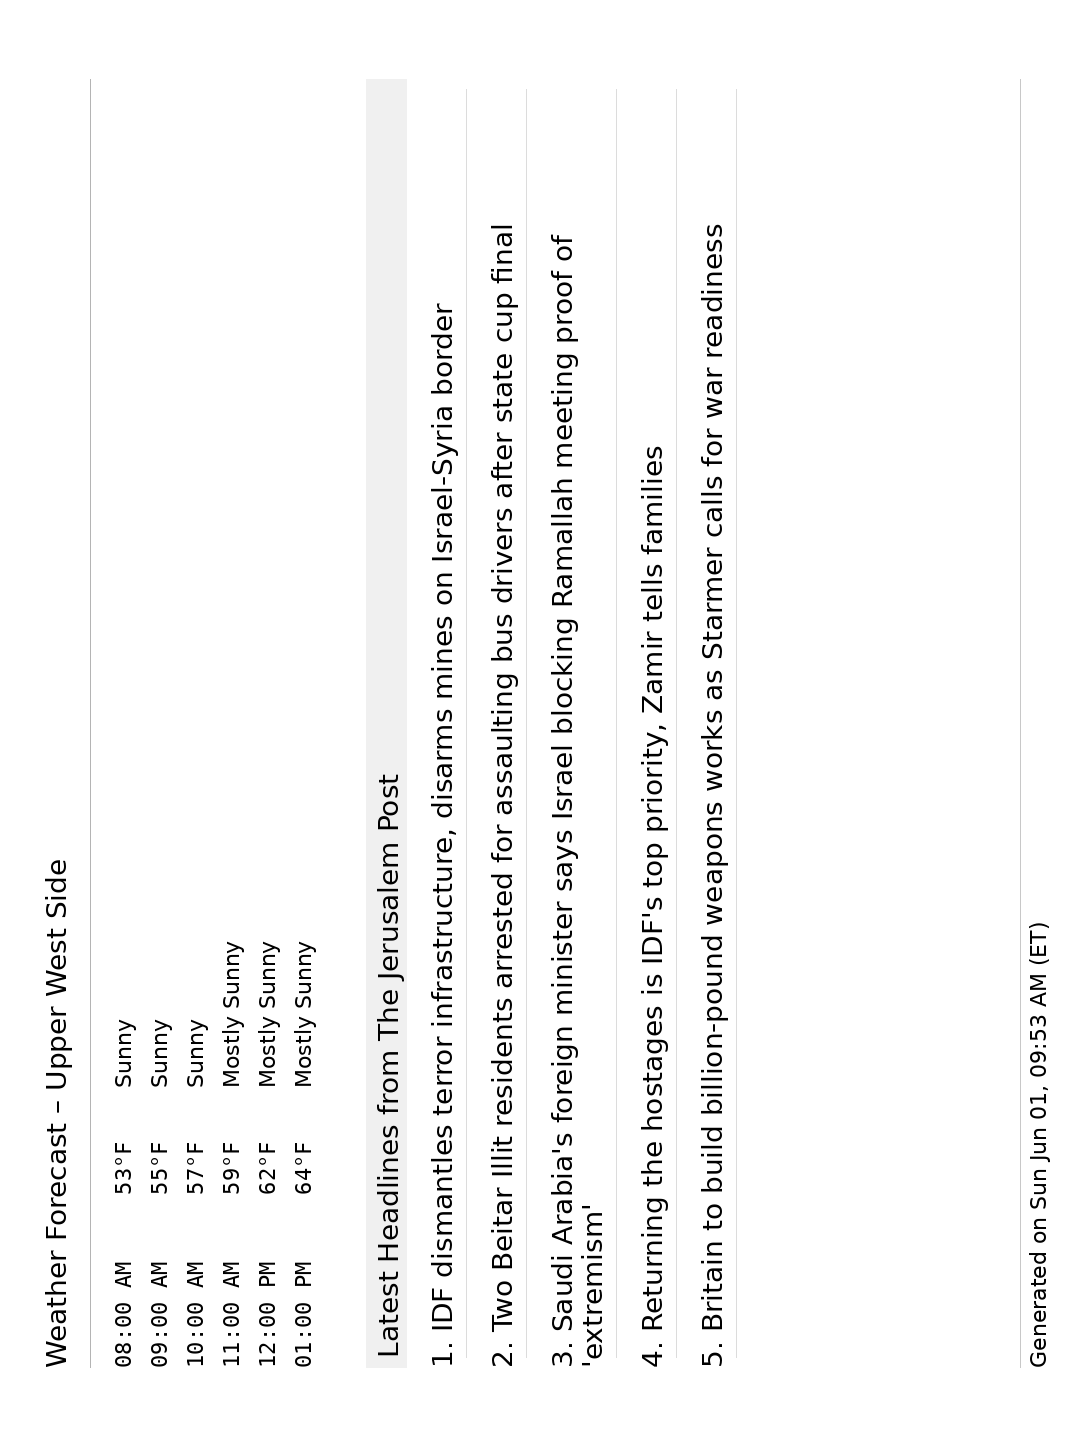 Weather Forecast – Upper West Side
08:00 AM 53°F Sunny
09:00 AM 55°F Sunny
10:00 AM 57°F Sunny
11:00 AM 59°F Mostly Sunny
12:00 PM 62°F Mostly Sunny
01:00 PM 64°F Mostly Sunny
Latest Headlines from The Jerusalem Post
1. IDF dismantles terror infrastructure, disarms mines on Israel-Syria border
2. Two Beitar Illit residents arrested for assaulting bus drivers after state cup final
3. Saudi Arabia's foreign minister says Israel blocking Ramallah meeting proof of
'extremism'
4. Returning the hostages is IDF's top priority, Zamir tells families
5. Britain to build billion-pound weapons works as Starmer calls for war readiness
Generated on Sun Jun 01, 09:53 AM (ET)